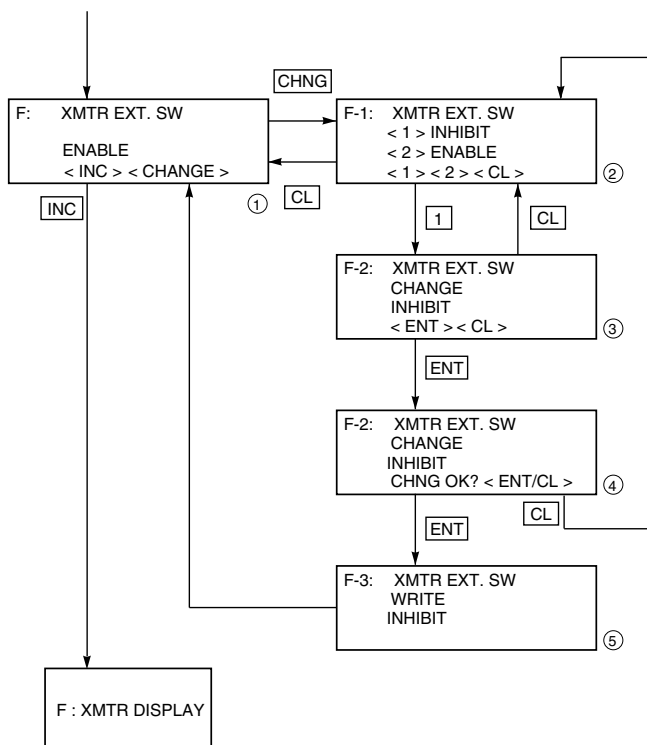 CHNG
F: XMTR EXT. SW
ENABLE
< INC > < CHANGE >
①
CL
INC
F-1: XMTR EXT. SW
< 1 > INHIBIT
< 2 > ENABLE
< 1 > < 2 > < CL >
②
1
CL
F-2: XMTR EXT. SW
CHANGE
INHIBIT
< ENT > < CL >
③
ENT
F-2: XMTR EXT. SW
CHANGE
INHIBIT
CHNG OK? < ENT/CL >
④
CL
ENT
F-3: XMTR EXT. SW
WRITE
INHIBIT
⑤
F : XMTR DISPLAY